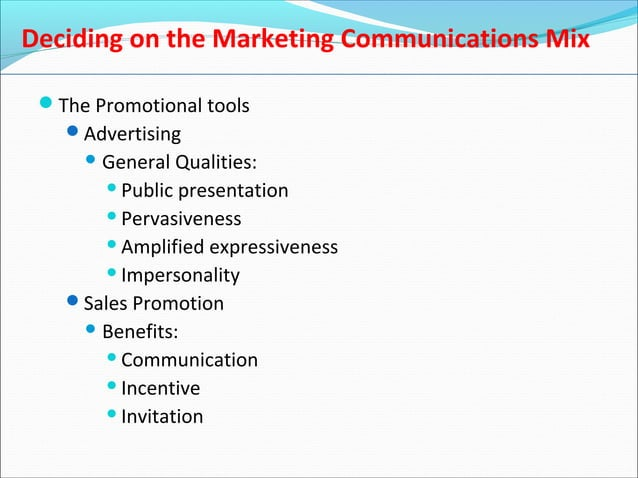 Deciding on the Marketing Communications Mix
The Promotional tools
Advertising
General Qualities:
Public presentation
Pervasiveness
Amplified expressiveness
Impersonality
Sales Promotion
Benefits:
Communication
Incentive
Invitation